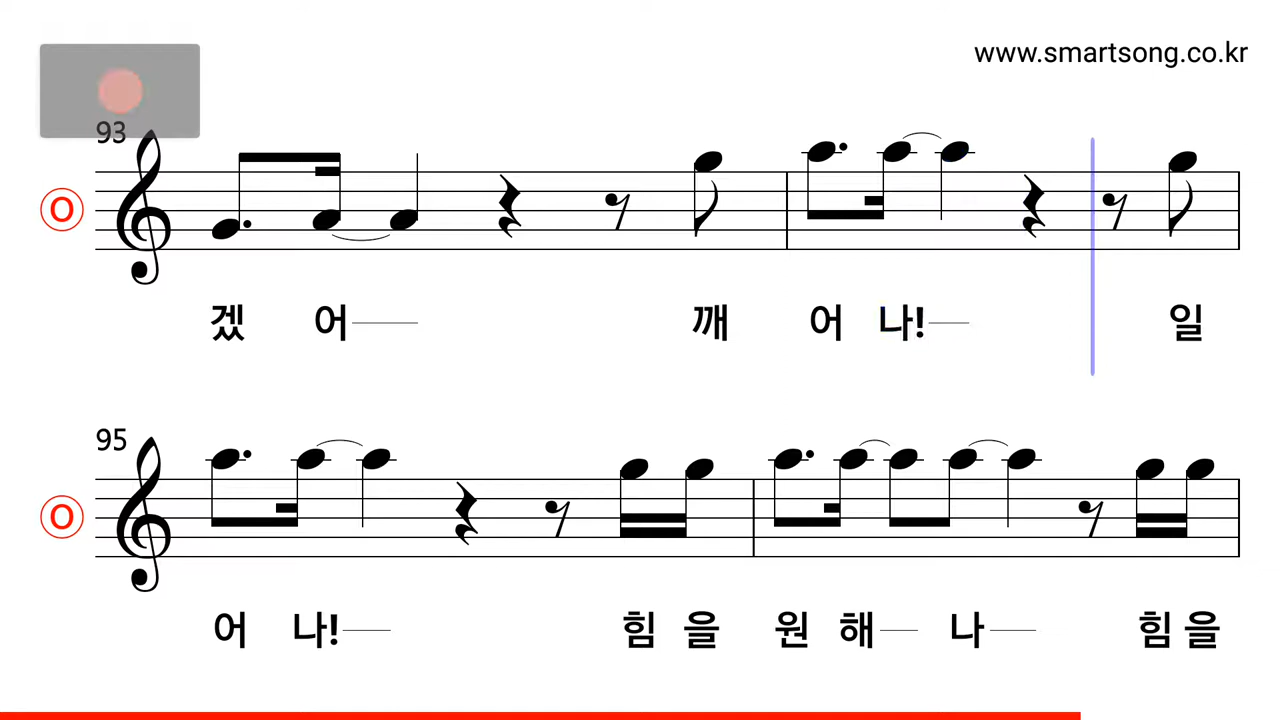 www.smartsong.co.kr
93
O
겠 어 깨 어 나! 일
95
O
어 나! 힘 을 원 해 나 힘 을